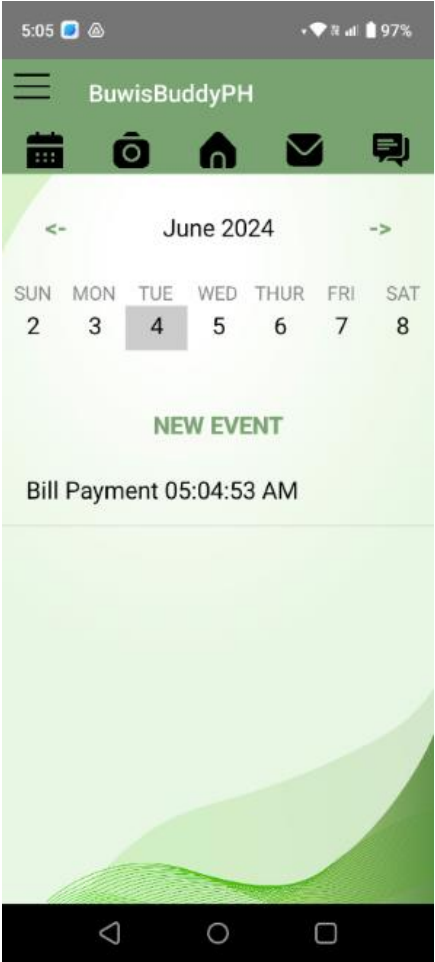 5:05 97%
BuwisBuddyPH
<- June 2024 ->
SUN MON TUE WED THUR FRI SAT
2 3 4 5 6 7 8
NEW EVENT
Bill Payment 05:04:53 AM